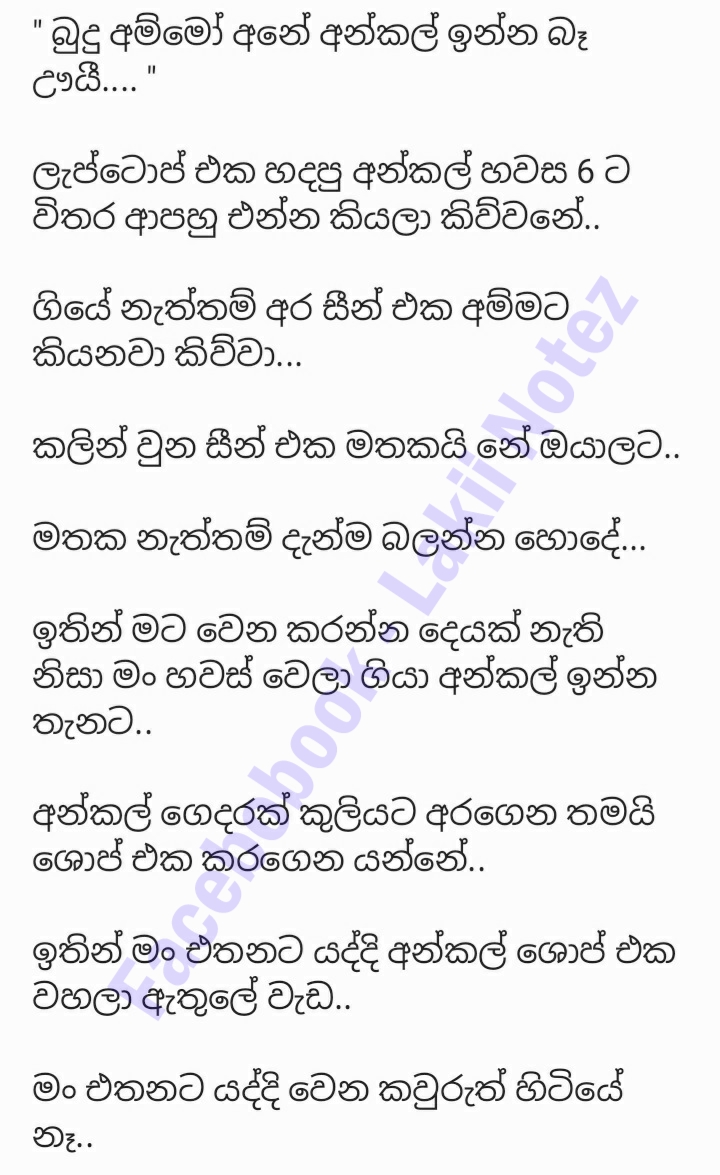 " බුදු අම්මෝ අනේ අන්කල් ඉන්න බෑ
ඌයී.... "
ලැප්ටොප් එක හදපු අන්කල් හවස 6 ට
විතර ආපහු එන්න කියලා කිව්වනේ..
ගියේ නැත්තම් අර සීන් එක අම්මට
කියනවා කිව්වා...
කලින් වුන සීන් එක මතකයි නේ ඔයාලට..
මතක නැත්තම් දැන්ම බලන්න හොදේ...
ඉතින් මට වෙන කරන්න දෙයක් නැති
නිසා මං හවස් වෙලා ගියා අන්කල් ඉන්න
තැනට..
අන්කල් ගෙදරක් කුලියට අරගෙන තමයි
ශොප් එක කරගෙන යන්නේ..
ඉතින් මං එතනට යද්දි අන්කල් ශොප් එක
වහලා ඇතුලේ වැඩ..
මං එතනට යද්දි වෙන කවුරුත් හිටියේ
නෑ..
Facebobook - Lakii Notez